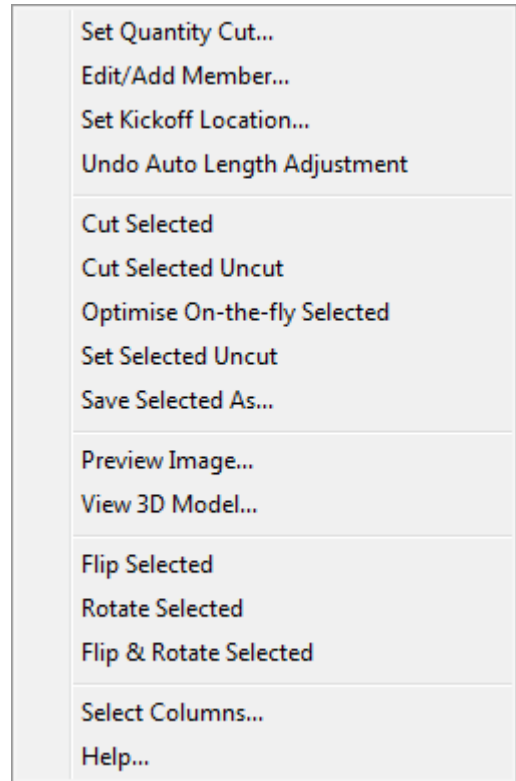 Set Quantity Cut...
Edit/Add Member...
Set Kickoff Location...
Undo Auto Length Adjustment
Cut Selected
Cut Selected Uncut
Optimise On-the-fly Selected
Set Selected Uncut
Save Selected As...
Preview Image...
View 3D Model...
Flip Selected
Rotate Selected
Flip & Rotate Selected
Select Columns...
Help...